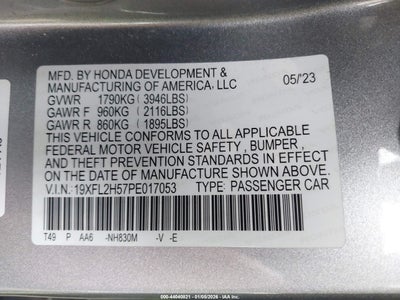 MFD. BY HONDA DEVELOPMENT &
MANUFACTURING OF AMERICA, LLC 05/'23
GVWR 1790KG (3946LBS)
GAWR F 960KG (2116LBS)
GAWR R 860KG (1895LBS)
THIS VEHICLE CONFORMS TO ALL APPLICABLE
FEDERAL MOTOR VEHICLE SAFETY, BUMPER,
AND THEFT PREVENTION STANDARDS IN EFFECT
ON THE DATE OF MANUFACTURE SHOWN ABOVE.
V.I.N: 19XFL2H57PE017053 TYPE: PASSENGER CAR
T49 P AA6 -NH830M -V -E
000-44040821 - 01/05/2026 - IAA Inc.